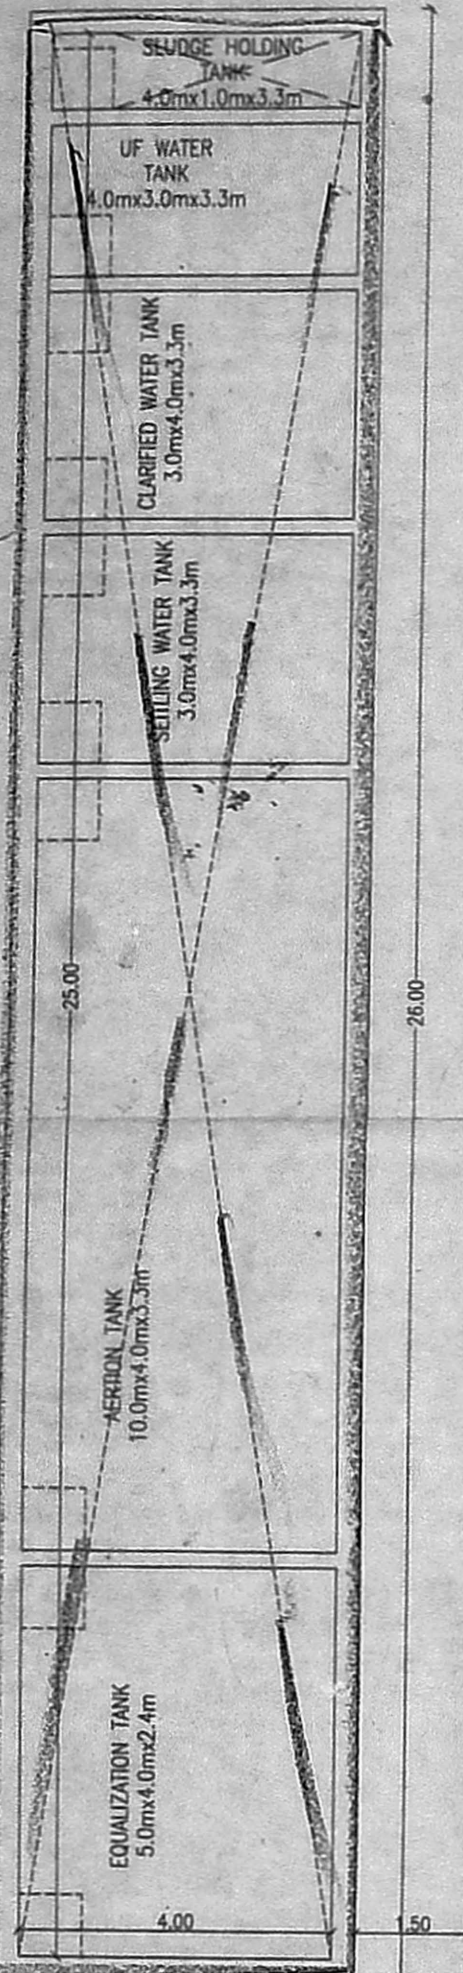 SLUDGE HOLDING
TANK
4.0mx1.0mx3.3m
UF WATER
TANK
4.0mx3.0mx3.3m
CLARIFIED WATER TANK
3.0mx4.0mx3.3m
SETTLING WATER TANK
3.0mx4.0mx3.3m
25.00
26.00
AERTION TANK
10.0mx4.0mx3.3m
EQUALIZATION TANK
5.0mx4.0mx2.4m
4.00
1.50